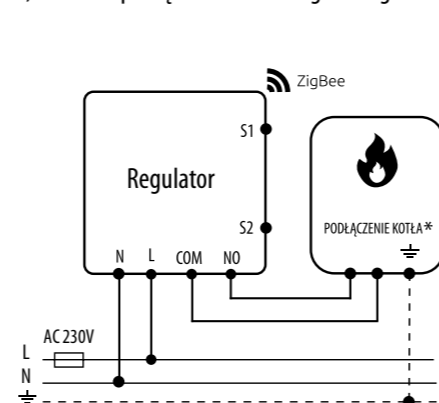 ZigBee
S1
Regulator
S2
PODŁĄCZENIE KOTŁA*
N L COM NO
AC 230V
L
N